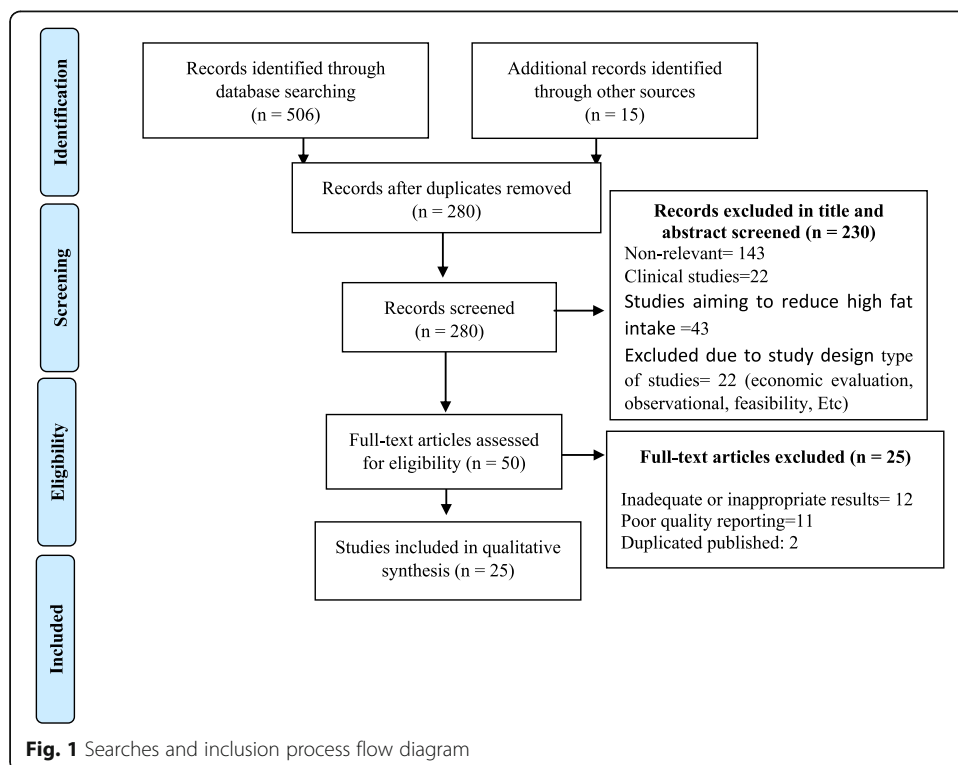 Identification
Records identified through
database searching
(n = 506)
Additional records identified
through other sources
(n = 15)
Records after duplicates removed
(n = 280)
Screening
Records excluded in title and
abstract screened (n = 230)
Non-relevant= 143
Clinical studies=22
Studies aiming to reduce high fat
intake =43
Excluded due to study design type
of studies= 22 (economic evaluation,
observational, feasibility, Etc)
Records screened
(n = 280)
Eligibility
Full-text articles assessed
for eligibility (n = 50)
Full-text articles excluded (n = 25)
Inadequate or inappropriate results= 12
Poor quality reporting=11
Duplicated published: 2
Studies included in qualitative
synthesis (n = 25)
Included
Fig. 1 Searches and inclusion process flow diagram